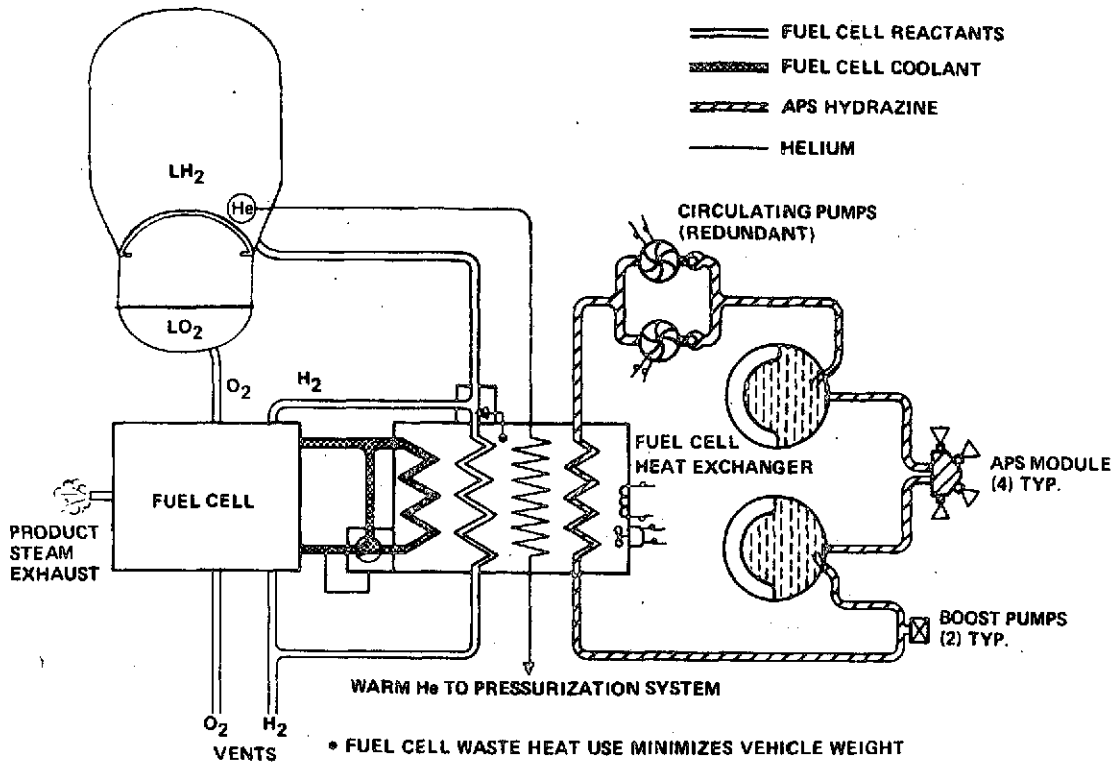 FUEL CELL REACTANTS
FUEL CELL COOLANT
APS HYDRAZINE
HELIUM
LH2
He
LO2
O2
H2
CIRCULATING PUMPS
(REDUNDANT)
FUEL CELL
HEAT EXCHANGER
APS MODULE
(4) TYP.
FUEL CELL
PRODUCT
STEAM
EXHAUST
BOOST PUMPS
(2) TYP.
WARM He TO PRESSURIZATION SYSTEM
O2 H2
VENTS
* FUEL CELL WASTE HEAT USE MINIMIZES VEHICLE WEIGHT